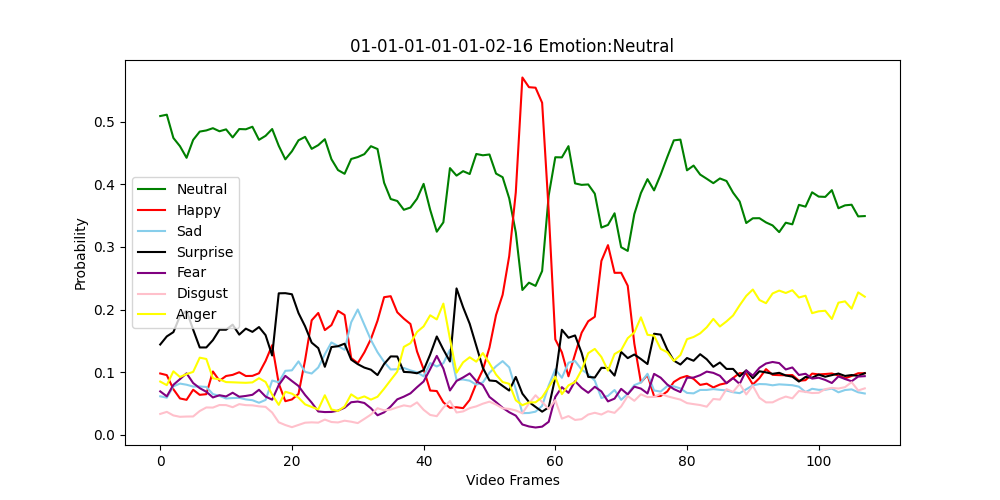 01-01-01-01-01-02-16 Emotion:Neutral
Probability
0.5
0.4
0.3
0.2
0.1
0.0
Neutral
Happy
Sad
Surprise
Fear
Disgust
Anger
0 20 40 60 80 100
Video Frames